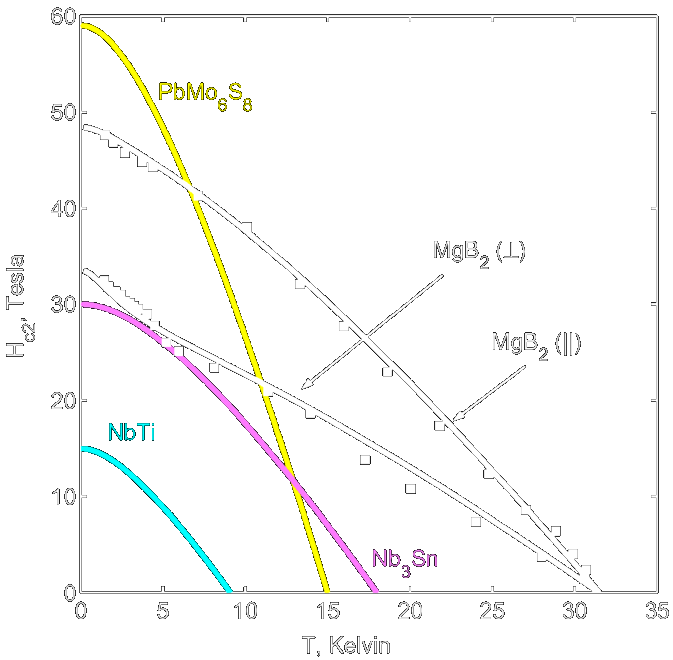 60
PbMo₆S₈
50
40
MgB₂ (⊥)
Hc2, Tesla
30
MgB₂ (||)
20
NbTi
10
Nb₃Sn
0
0 5 10 15 20 25 30 35
T, Kelvin